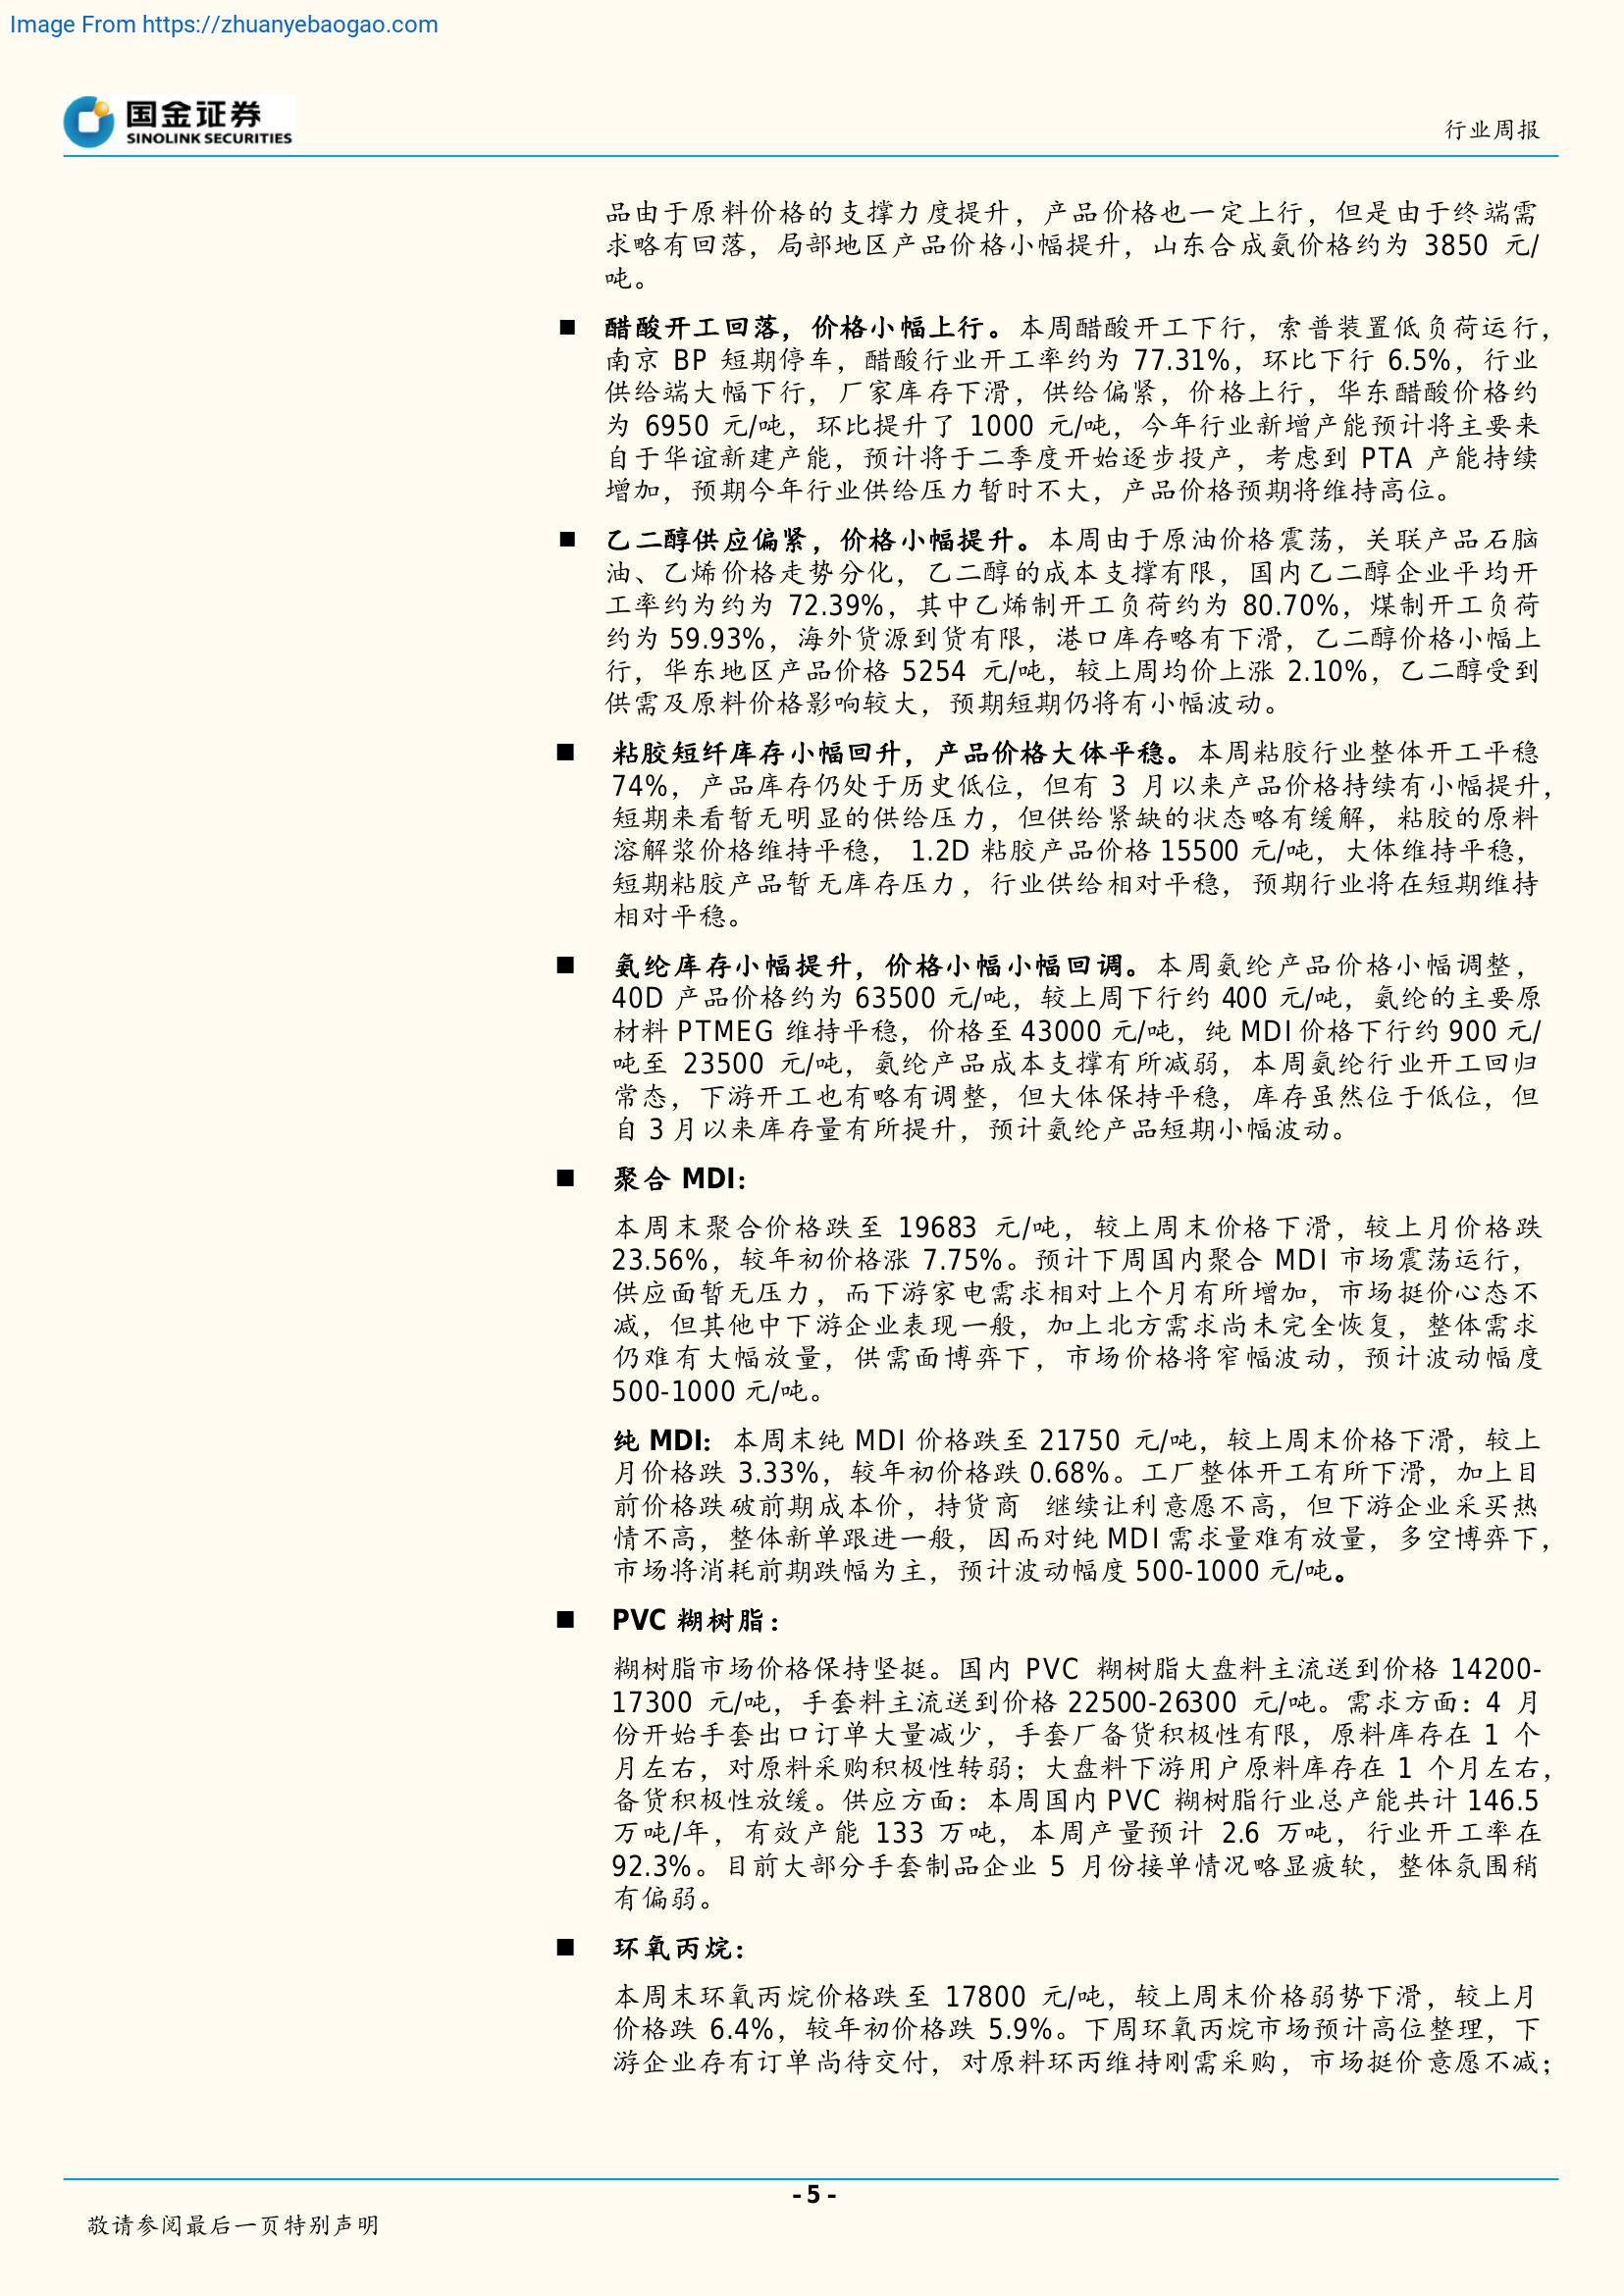 Image From https://zhuanyebaogao.com
国金证券
SINOLINK SECURITIES
行业周报
品由于原料价格的支撑力度提升，产品价格也一定上行，但是由于终端需
求略有回落，局部地区产品价格小幅提升，山东合成氨价格约为 3850 元/
吨。
■ 醋酸开工回落，价格小幅上行。本周醋酸开工下行，索普装置低负荷运行，
南京 BP 短期停车，醋酸行业开工率约为 77.31%，环比下行 6.5%，行业
供给端大幅下行，厂家库存下滑，供给偏紧，价格上行，华东醋酸价格约
为 6950 元/吨，环比提升了 1000 元/吨，今年行业新增产能预计将主要来
自于华谊新建产能，预计将于二季度开始逐步投产，考虑到 PTA 产能持续
增加，预期今年行业供给压力暂时不大，产品价格预期将维持高位。
■ 乙二醇供应偏紧，价格小幅提升。本周由于原油价格震荡，关联产品石脑
油、乙烯价格走势分化，乙二醇的成本支撑有限，国内乙二醇企业平均开
工率约为约为 72.39%，其中乙烯制开工负荷约为 80.70%，煤制开工负荷
约为 59.93%，海外货源到货有限，港口库存略有下滑，乙二醇价格小幅上
行，华东地区产品价格 5254 元/吨，较上周均价上涨 2.10%，乙二醇受到
供需及原料价格影响较大，预期短期仍将有小幅波动。
■ 粘胶短纤库存小幅回升，产品价格大体平稳。本周粘胶行业整体开工平稳
74%，产品库存仍处于历史低位，但有 3 月以来产品价格持续有小幅提升，
短期来看暂无明显的供给压力，但供给紧缺的状态略有缓解，粘胶的原料
溶解浆价格维持平稳， 1.2D 粘胶产品价格 15500 元/吨，大体维持平稳，
短期粘胶产品暂无库存压力，行业供给相对平稳，预期行业将在短期维持
相对平稳。
■ 氨纶库存小幅提升，价格小幅小幅回调。本周氨纶产品价格小幅调整，
40D 产品价格约为 63500 元/吨，较上周下行约 400 元/吨，氨纶的主要原
材料 PTMEG 维持平稳，价格至 43000 元/吨，纯 MDI 价格下行约 900 元/
吨至 23500 元/吨，氨纶产品成本支撑有所减弱，本周氨纶行业开工回归
常态，下游开工也有略有调整，但大体保持平稳，库存虽然位于低位，但
自 3 月以来库存量有所提升，预计氨纶产品短期小幅波动。
■ 聚合 MDI：
本周末聚合价格跌至 19683 元/吨，较上周末价格下滑，较上月价格跌
23.56%，较年初价格涨 7.75%。预计下周国内聚合 MDI 市场震荡运行，
供应面暂无压力，而下游家电需求相对上个月有所增加，市场挺价心态不
减，但其他中下游企业表现一般，加上北方需求尚未完全恢复，整体需求
仍难有大幅放量，供需面博弈下，市场价格将窄幅波动，预计波动幅度
500-1000 元/吨。
纯 MDI：本周末纯 MDI 价格跌至 21750 元/吨，较上周末价格下滑，较上
月价格跌 3.33%，较年初价格跌 0.68%。工厂整体开工有所下滑，加上目
前价格跌破前期成本价，持货商 继续让利意愿不高，但下游企业采买热
情不高，整体新单跟进一般，因而对纯 MDI 需求量难有放量，多空博弈下，
市场将消耗前期跌幅为主，预计波动幅度 500-1000 元/吨。
■ PVC 糊树脂：
糊树脂市场价格保持坚挺。国内 PVC 糊树脂大盘料主流送到价格 14200-
17300 元/吨，手套料主流送到价格 22500-26300 元/吨。需求方面：4 月
份开始手套出口订单大量减少，手套厂备货积极性有限，原料库存在 1 个
月左右，对原料采购积极性转弱；大盘料下游用户原料库存在 1 个月左右，
备货积极性放缓。供应方面：本周国内 PVC 糊树脂行业总产能共计 146.5
万吨/年，有效产能 133 万吨，本周产量预计 2.6 万吨，行业开工率在
92.3%。目前大部分手套制品企业 5 月份接单情况略显疲软，整体氛围稍
有偏弱。
■ 环氧丙烷：
本周末环氧丙烷价格跌至 17800 元/吨，较上周末价格弱势下滑，较上月
价格跌 6.4%，较年初价格跌 5.9%。下周环氧丙烷市场预计高位整理，下
游企业存有订单尚待交付，对原料环丙维持刚需采购，市场挺价意愿不减；
- 5 -
敬请参阅最后一页特别声明